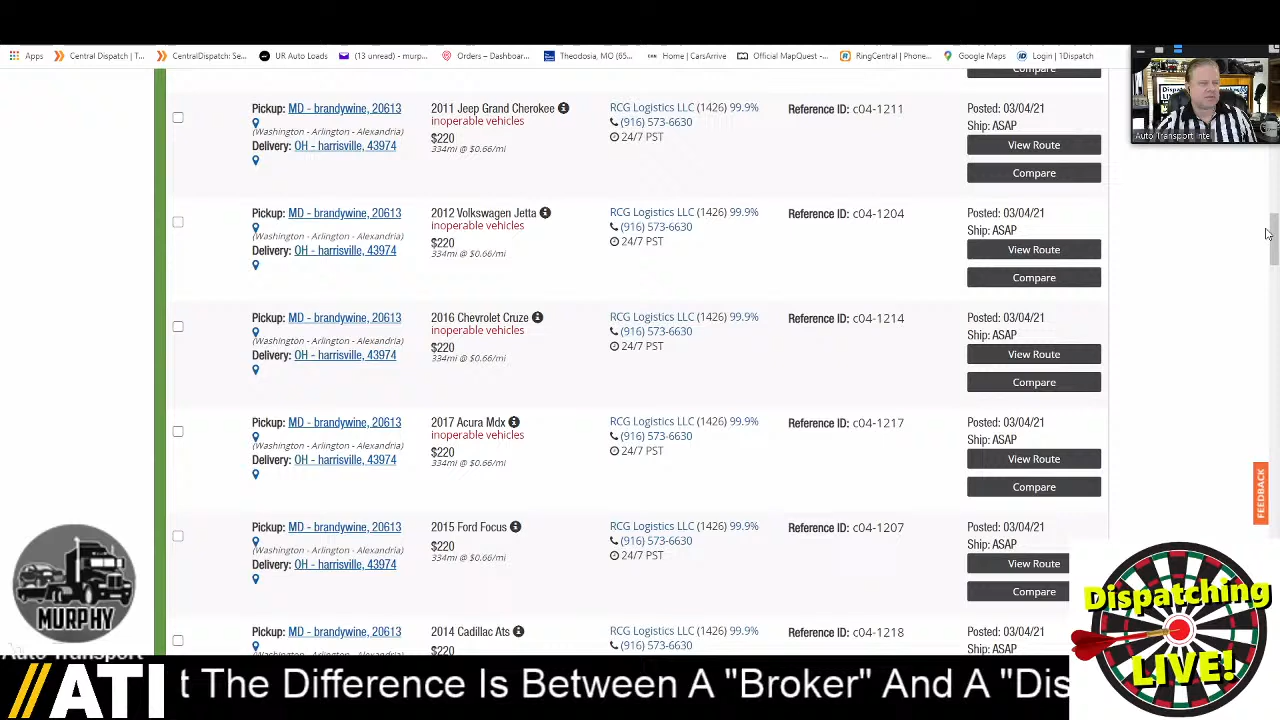 Apps Central Dispatch | T... CentralDispatch: Se... UR Auto Loads (13 unread) - murp... Orders – Dashboar... Theodosia, MO (65... Home | CarsArrive Official MapQuest -... RingCentral | Phone... Google Maps Login | 1Dispatch
Compare
Pickup: MD - brandywine, 20613
(Washington - Arlington - Alexandria)
Delivery: OH - harrisville, 43974
2011 Jeep Grand Cherokee
inoperable vehicles
$220
334mi @ $0.66/mi
RCG Logistics LLC (1426) 99.9%
(916) 573-6630
24/7 PST
Reference ID: c04-1211
Posted: 03/04/21
Ship: ASAP
View Route
Compare
Pickup: MD - brandywine, 20613
(Washington - Arlington - Alexandria)
Delivery: OH - harrisville, 43974
2012 Volkswagen Jetta
inoperable vehicles
$220
334mi @ $0.66/mi
RCG Logistics LLC (1426) 99.9%
(916) 573-6630
24/7 PST
Reference ID: c04-1204
Posted: 03/04/21
Ship: ASAP
View Route
Compare
Pickup: MD - brandywine, 20613
(Washington - Arlington - Alexandria)
Delivery: OH - harrisville, 43974
2016 Chevrolet Cruze
inoperable vehicles
$220
334mi @ $0.66/mi
RCG Logistics LLC (1426) 99.9%
(916) 573-6630
24/7 PST
Reference ID: c04-1214
Posted: 03/04/21
Ship: ASAP
View Route
Compare
Pickup: MD - brandywine, 20613
(Washington - Arlington - Alexandria)
Delivery: OH - harrisville, 43974
2017 Acura Mdx
inoperable vehicles
$220
334mi @ $0.66/mi
RCG Logistics LLC (1426) 99.9%
(916) 573-6630
24/7 PST
Reference ID: c04-1217
Posted: 03/04/21
Ship: ASAP
View Route
Compare
Pickup: MD - brandywine, 20613
(Washington - Arlington - Alexandria)
Delivery: OH - harrisville, 43974
2015 Ford Focus
$220
334mi @ $0.66/mi
RCG Logistics LLC (1426) 99.9%
(916) 573-6630
24/7 PST
Reference ID: c04-1207
Posted: 03/04/21
Ship: ASAP
View Route
Compare
Pickup: MD - brandywine, 20613
(Washington - Arlington - Alexandria)
2014 Cadillac Ats
$220
RCG Logistics LLC (1426) 99.9%
(916) 573-6630
Reference ID: c04-1218
Posted: 03/04/21
Ship: ASAP
FEEDBACK
Auto Transport Inte
MURPHY
Auto Transport
Dispatching
LIVE!
//ATI
t The Difference Is Between A "Broker" And A "Dis